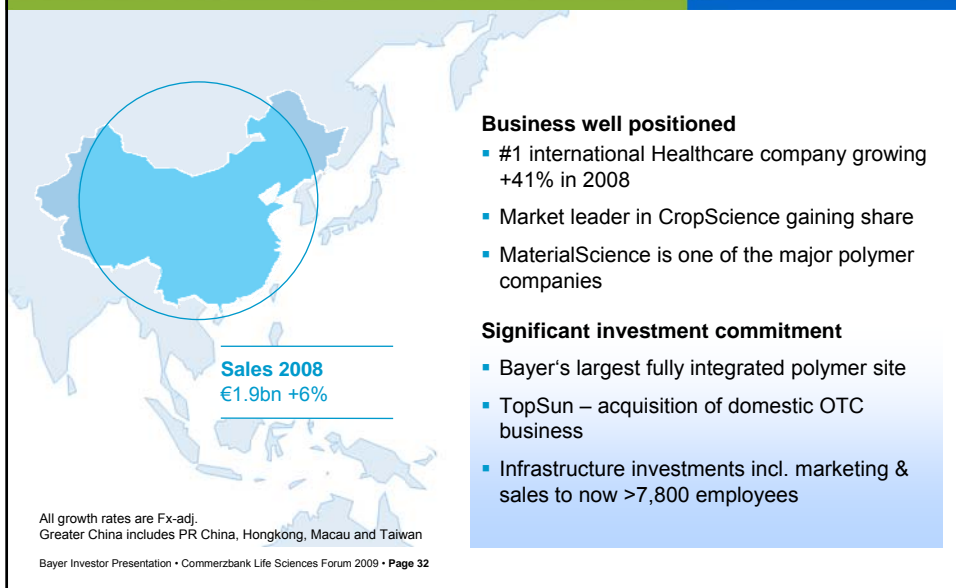 Business well positioned
▪ #1 international Healthcare company growing
+41% in 2008
▪ Market leader in CropScience gaining share
▪ MaterialScience is one of the major polymer
companies
Significant investment commitment
▪ Bayer‘s largest fully integrated polymer site
▪ TopSun – acquisition of domestic OTC
business
▪ Infrastructure investments incl. marketing &
sales to now >7,800 employees
Sales 2008
€1.9bn +6%
All growth rates are Fx-adj.
Greater China includes PR China, Hongkong, Macau and Taiwan
Bayer Investor Presentation • Commerzbank Life Sciences Forum 2009 • Page 32